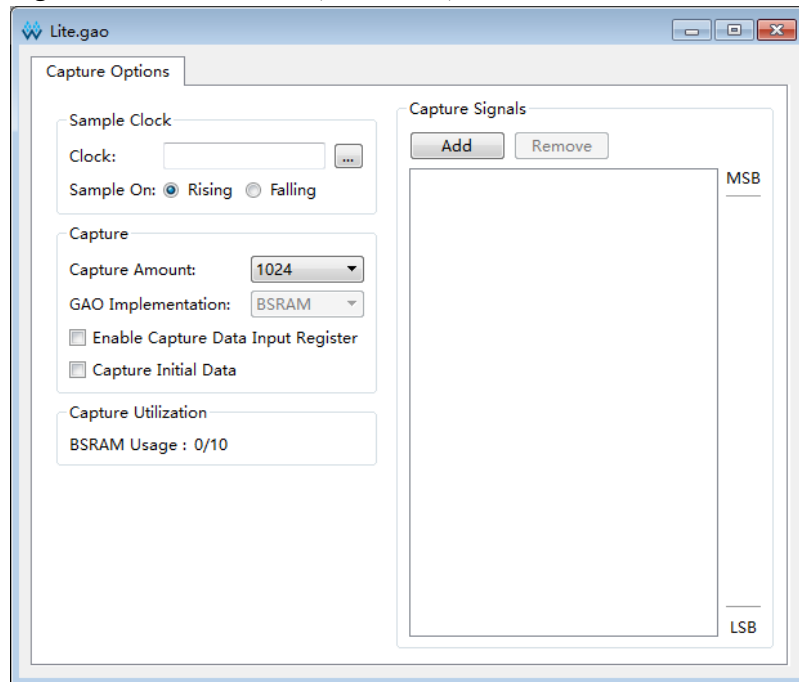 Lite.gao
Capture Options
Sample Clock
Clock:
...
Sample On: Rising Falling
Capture
Capture Amount: 1024
GAO Implementation: BSRAM
Enable Capture Data Input Register
Capture Initial Data
Capture Utilization
BSRAM Usage : 0/10
Capture Signals
Add Remove
MSB
LSB